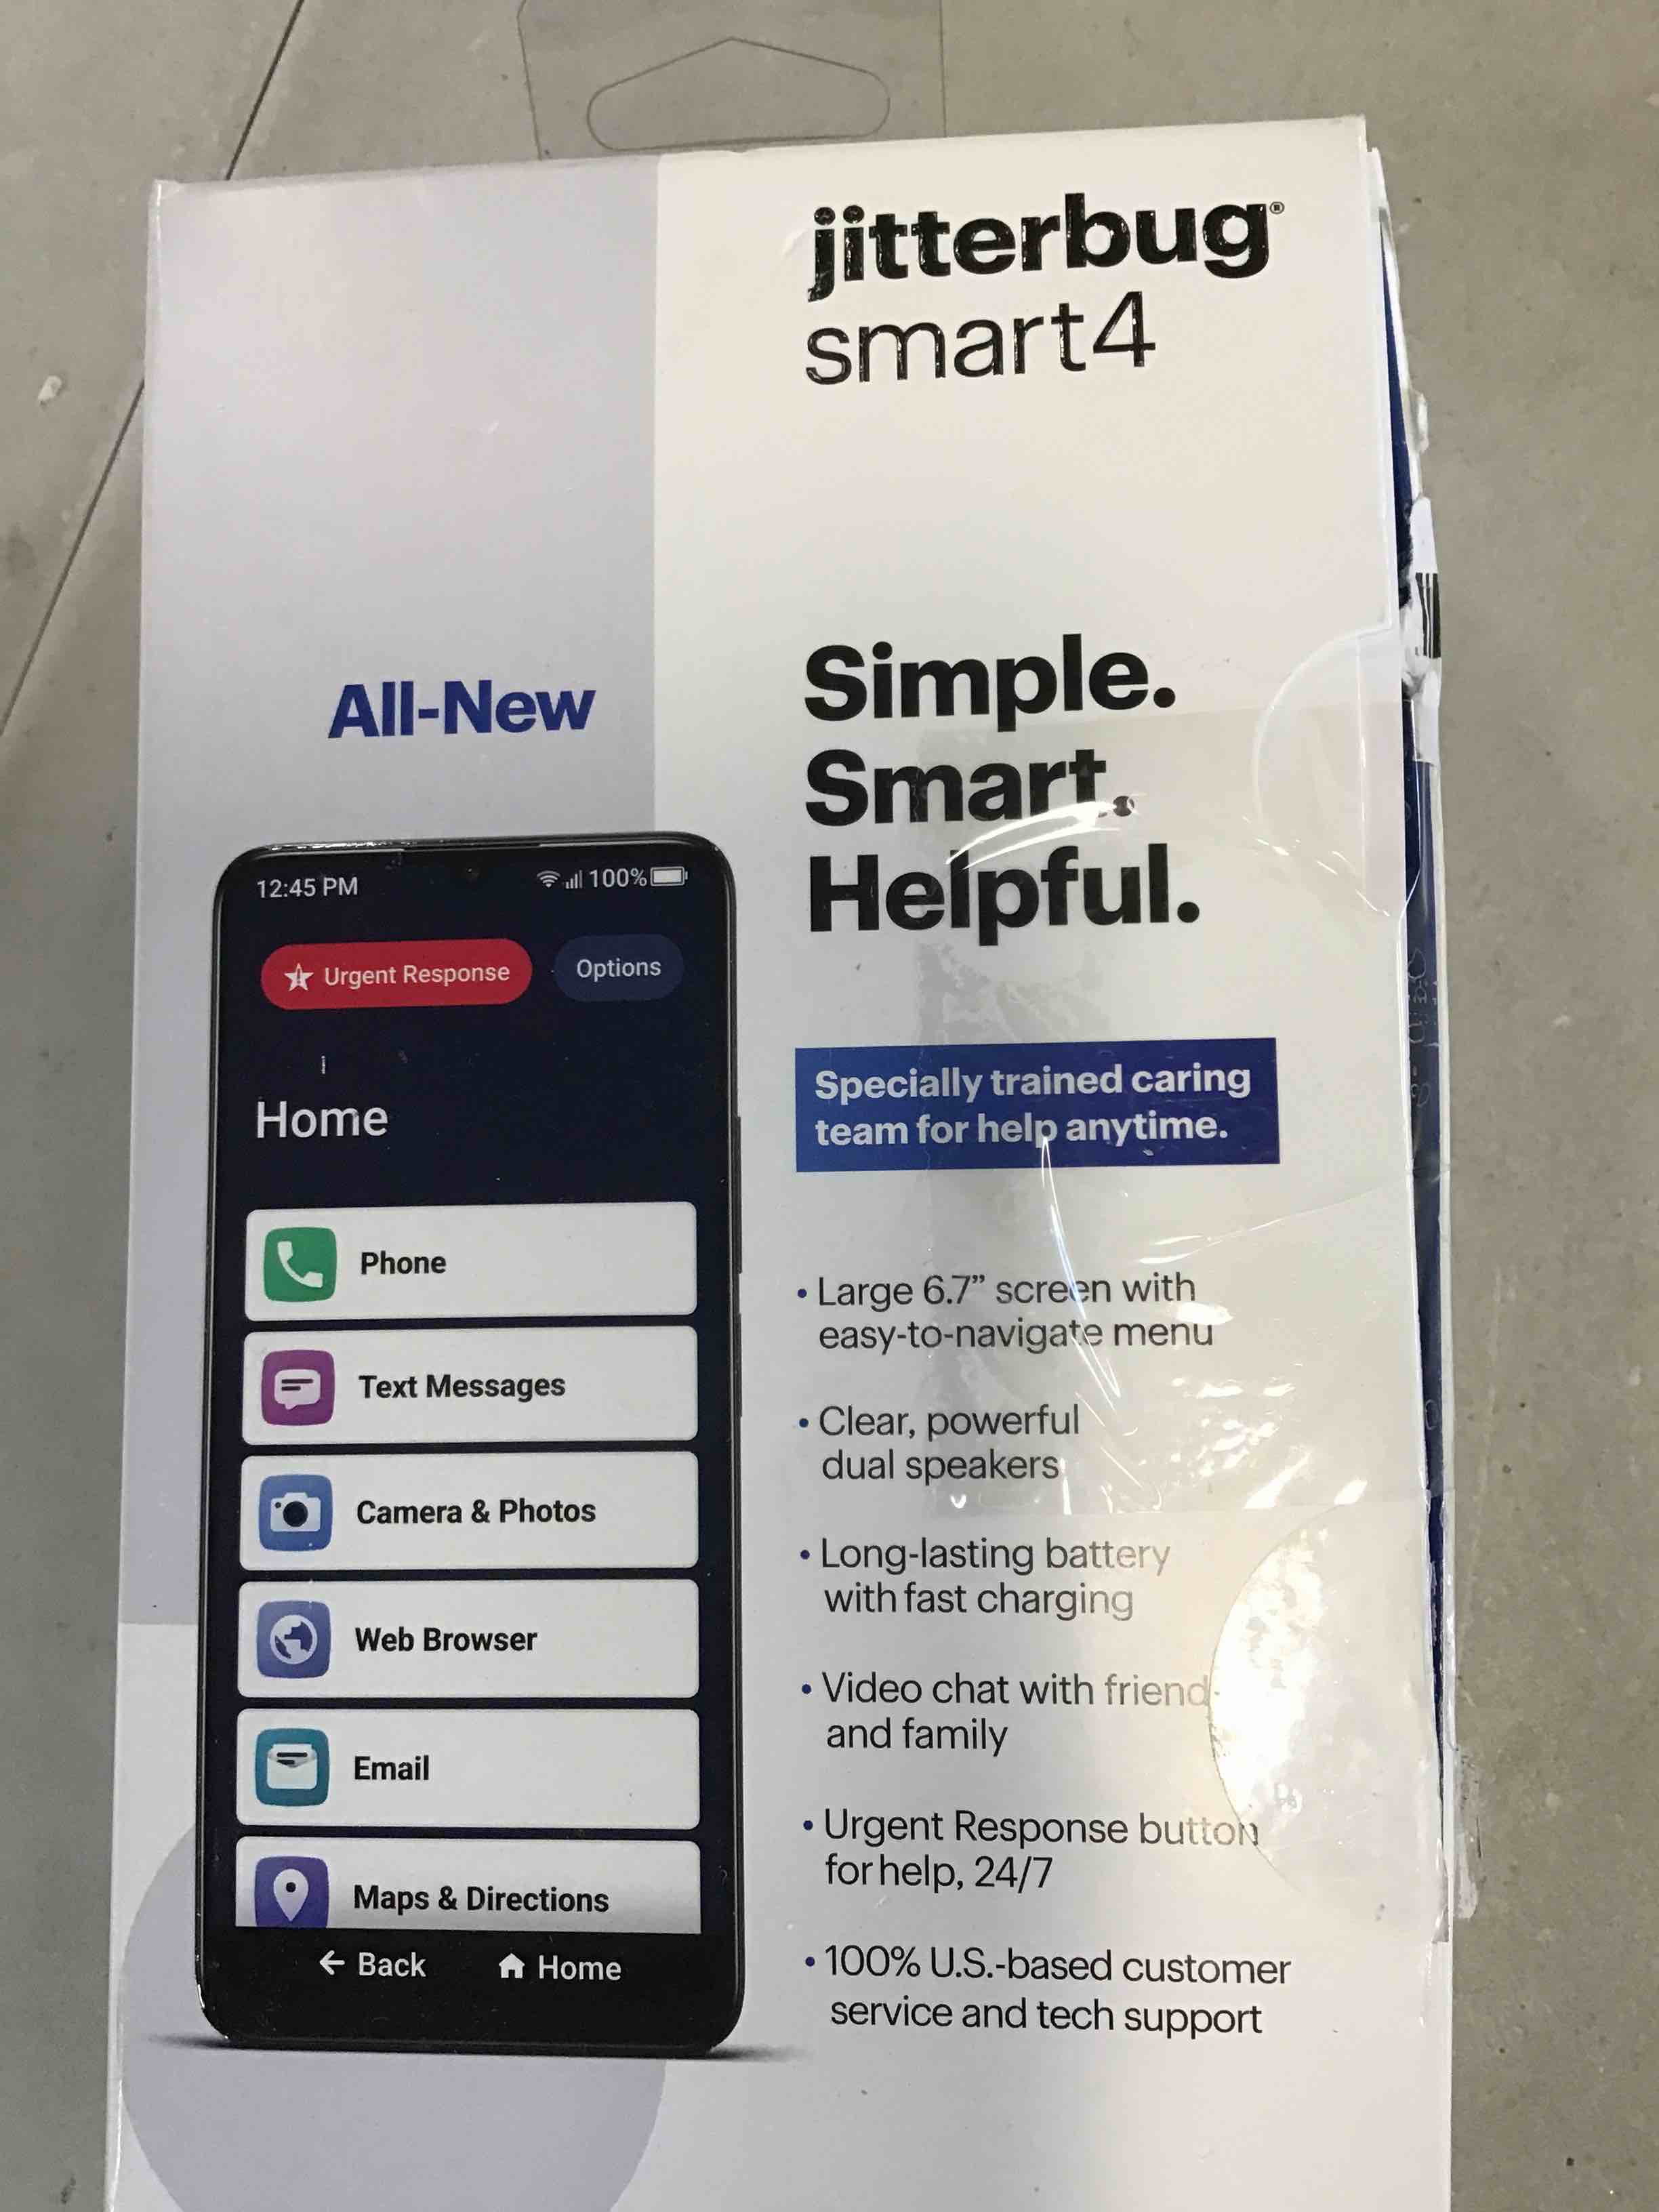 jitterbug®
smart4
All-New
Simple.
Smart.
Helpful.
12:45 PM
100%
Urgent Response
Options
Home
Phone
Text Messages
Camera & Photos
Web Browser
Email
Maps & Directions
← Back
Home
Specially trained caring
team for help anytime.
• Large 6.7” screen with
easy-to-navigate menu
• Clear, powerful
dual speakers
• Long-lasting battery
with fast charging
• Video chat with friend
and family
• Urgent Response button
for help, 24/7
• 100% U.S.-based customer
service and tech support